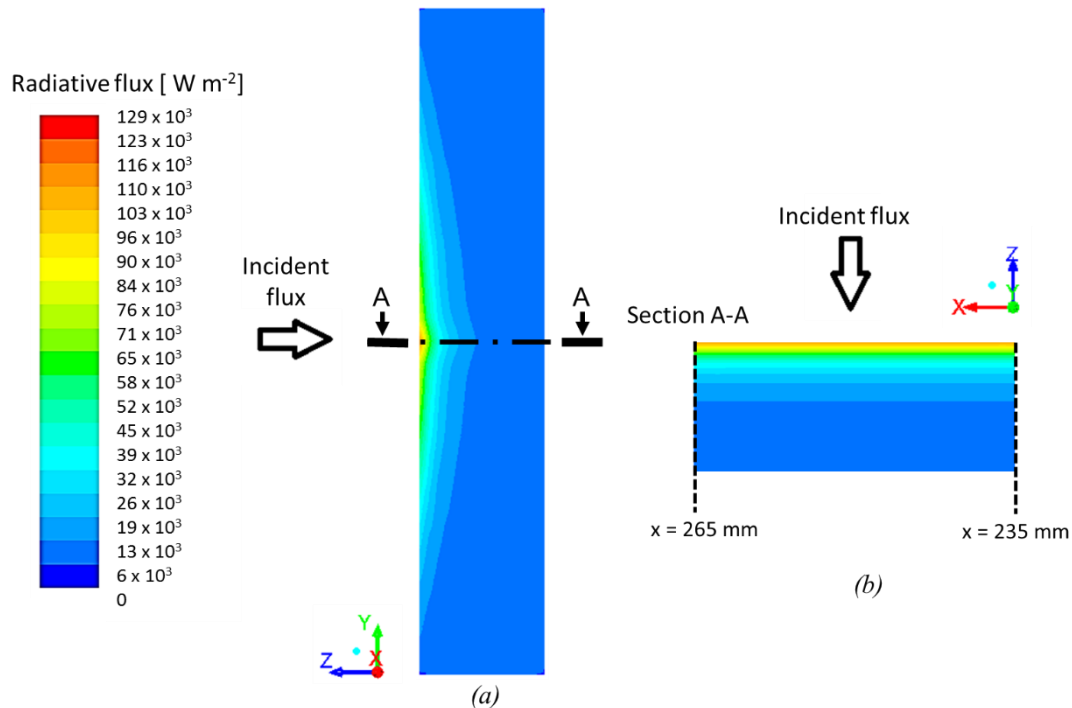 Radiative flux [ W m-2]
129 x 10³
123 x 10³
116 x 10³
110 x 10³
103 x 10³
96 x 10³
90 x 10³
84 x 10³
76 x 10³
71 x 10³
65 x 10³
58 x 10³
52 x 10³
45 x 10³
39 x 10³
32 x 10³
26 x 10³
19 x 10³
13 x 10³
6 x 10³
0
Incident
flux
A
A
Y
Z
X
(a)
Incident flux
Z
Y
X
Section A-A
x = 265 mm
x = 235 mm
(b)